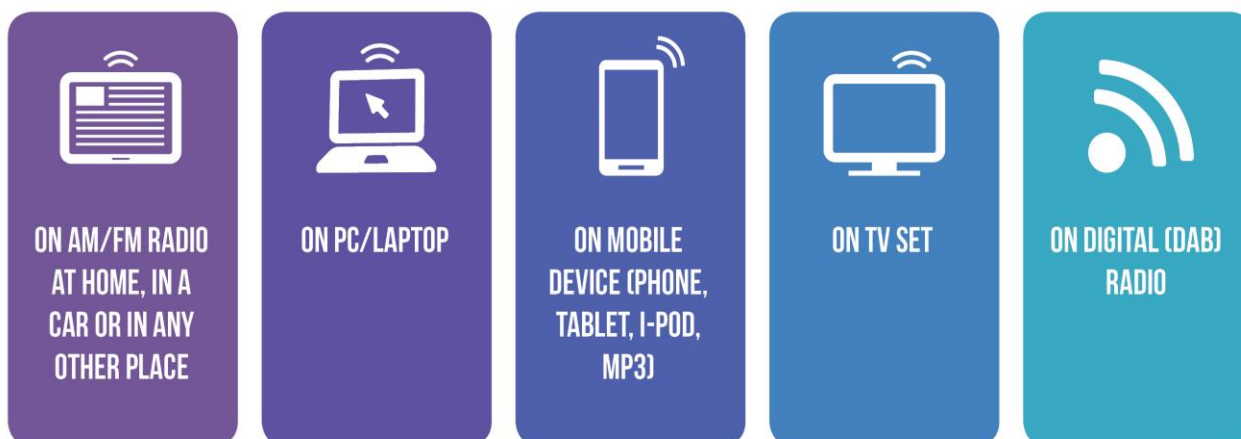 ON AM/FM RADIO
AT HOME, IN A
CAR OR IN ANY
OTHER PLACE
ON PC/LAPTOP
ON MOBILE
DEVICE (PHONE,
TABLET, I-POD,
MP3)
ON TV SET
ON DIGITAL (DAB)
RADIO